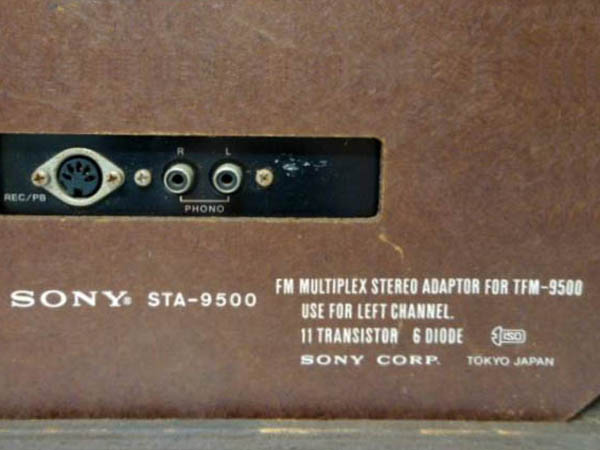 R L
REC/PB
PHONO
SONY® STA-9500
FM MULTIPLEX STEREO ADAPTOR FOR TFM-9500
USE FOR LEFT CHANNEL.
11 TRANSISTOR 6 DIODE ISO
SONY CORP. TOKYO JAPAN